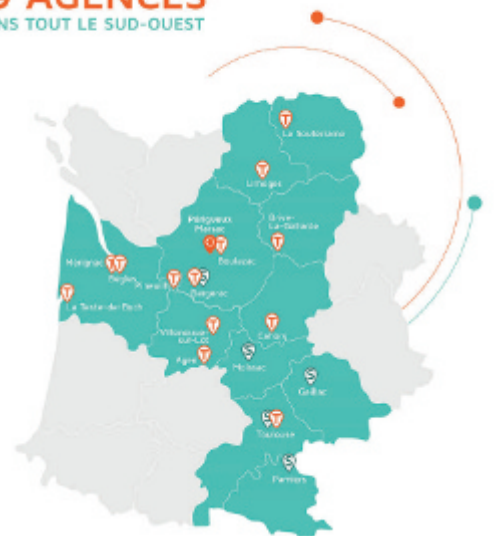 AGENCES
NS TOUT LE SUD-OUEST
La Souterraine
Limoges
Périgueux
Marsac
Brive-
La-Gaillarde
Boulazac
Mérignac
Bègles
Bergerac
La Teste-de-Buch
Villeneuve-
sur-Lot
Cahors
Agen
Moissac
Gaillac
Toulouse
Pamiers